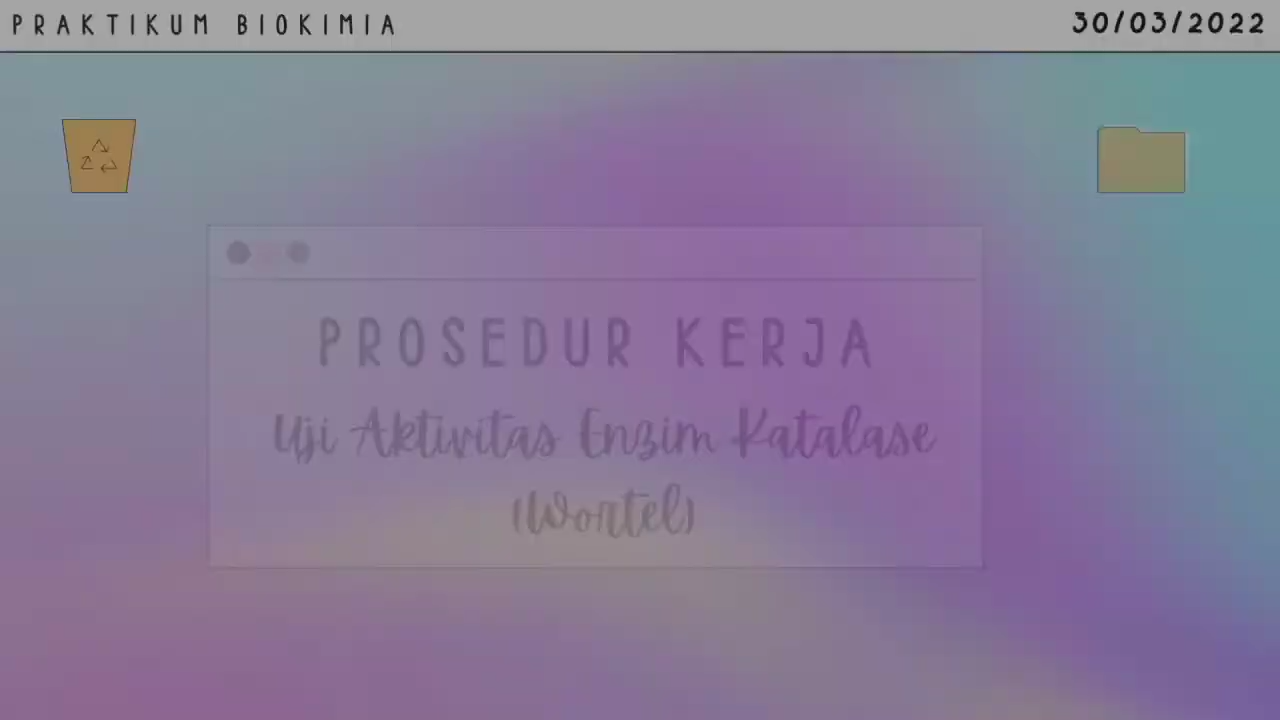 PRAKTIKUM BIOKIMIA
30/03/2022
PROSEDUR KERJA
Uji Aktivitas Enzim Katalase
(Wortel)